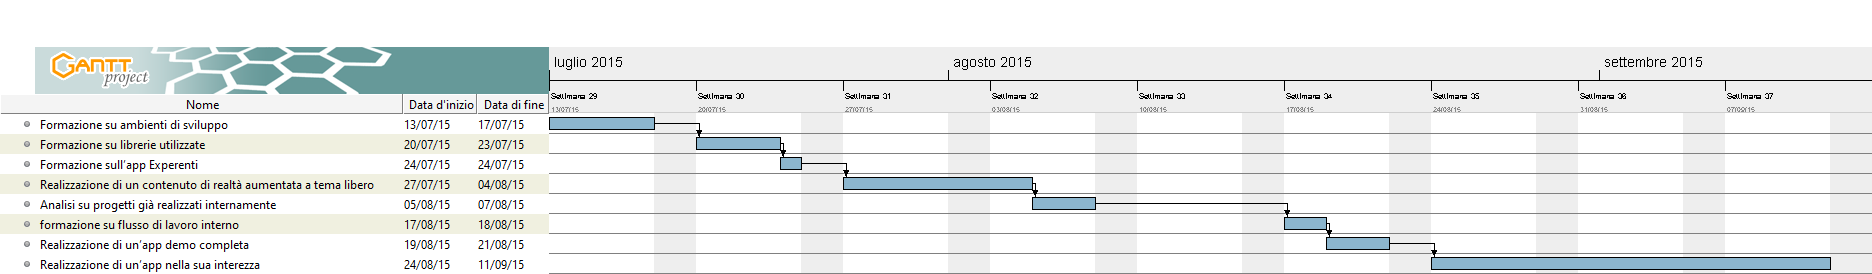 GANTT
project
luglio 2015 agosto 2015 settembre 2015
Nome Data d'inizio Data di fine
Settimana 29 Settimana 30 Settimana 31 Settimana 32 Settimana 33 Settimana 34 Settimana 35 Settimana 36 Settimana 37
13/07/15 20/07/15 27/07/15 03/08/15 10/08/15 17/08/15 24/08/15 31/08/15 07/09/15
Formazione su ambienti di sviluppo 13/07/15 17/07/15
Formazione su librerie utilizzate 20/07/15 23/07/15
Formazione sull'app Experenti 24/07/15 24/07/15
Realizzazione di un contenuto di realtà aumentata a tema libero 27/07/15 04/08/15
Analisi su progetti già realizzati internamente 05/08/15 07/08/15
formazione su flusso di lavoro interno 17/08/15 18/08/15
Realizzazione di un'app demo completa 19/08/15 21/08/15
Realizzazione di un'app nella sua interezza 24/08/15 11/09/15